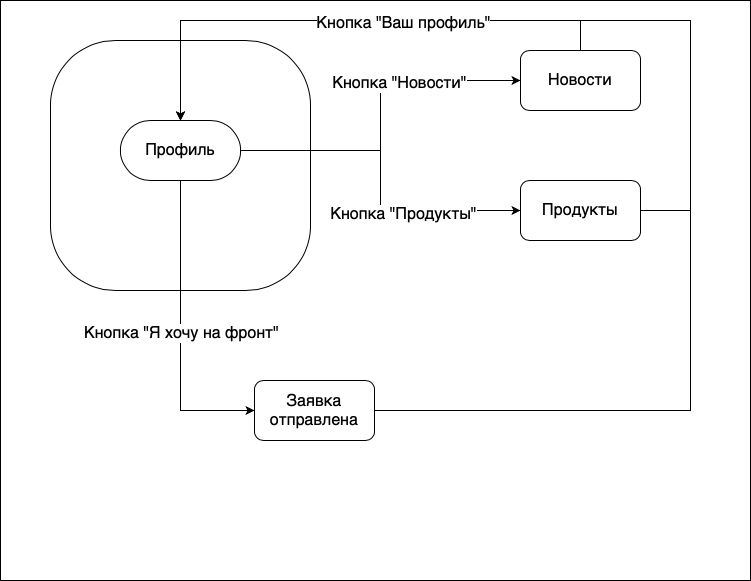 Кнопка "Ваш профиль"
Кнопка "Новости"
Новости
Профиль
Кнопка "Продукты"
Продукты
Кнопка "Я хочу на фронт"
Заявка
отправлена